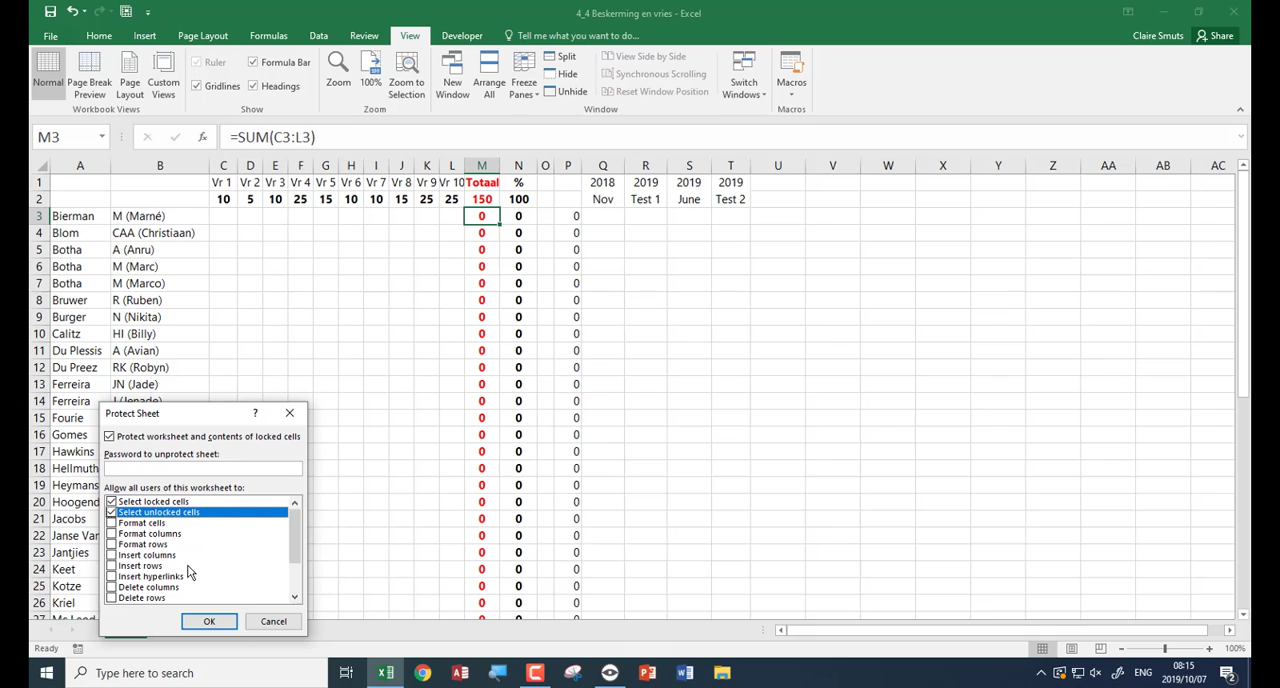 4_4 Beskerming en vries - Excel
File Home Insert Page Layout Formulas Data Review View Developer Tell me what you want to do... Claire Smuts Share
Normal Page Break Preview Page Layout Custom Views
Workbook Views
Ruler Formula Bar
Gridlines Headings
Show
Zoom 100% Zoom to Selection
Zoom
New Window Arrange All Freeze Panes
Split View Side by Side
Hide Synchronous Scrolling
Unhide Reset Window Position
Window
Switch Windows
Macros
Macros
M3 fx =SUM(C3:L3)
A B C D E F G H I J K L M N O P Q R S T U V W X Y Z AA AB AC
1 Vr 1 Vr 2 Vr 3 Vr 4 Vr 5 Vr 6 Vr 7 Vr 8 Vr 9 Vr 10 Totaal % 2018 2019 2019 2019
2 10 5 10 25 15 10 10 15 25 25 150 100 Nov Test 1 June Test 2
3 Bierman M (Marné) 0 0 0
4 Blom CAA (Christiaan) 0 0 0
5 Botha A (Anru) 0 0 0
6 Botha M (Marc) 0 0 0
7 Botha M (Marco) 0 0 0
8 Bruwer R (Ruben) 0 0 0
9 Burger N (Nikita) 0 0 0
10 Calitz HI (Billy) 0 0 0
11 Du Plessis A (Avian) 0 0 0
12 Du Preez RK (Robyn) 0 0 0
13 Ferreira JN (Jade) 0 0 0
14 Ferreira 0 0 0
15 Fourie 0 0 0
16 Gomes 0 0 0
17 Hawkins 0 0 0
18 Hellmuth 0 0 0
19 Heymans 0 0 0
20 Hoogend 0 0 0
21 Jacobs 0 0 0
22 Janse Van 0 0 0
23 Jantjies 0 0 0
24 Keet 0 0 0
25 Kotze 0 0 0
26 Kriel 0 0 0
27
Protect Sheet ?
Protect worksheet and contents of locked cells
Password to unprotect sheet:
Allow all users of this worksheet to:
Select locked cells
Select unlocked cells
Format cells
Format columns
Format rows
Insert columns
Insert rows
Insert hyperlinks
Delete columns
Delete rows
OK Cancel
Ready 100%
Type here to search ENG 08:15
2019/10/07 2